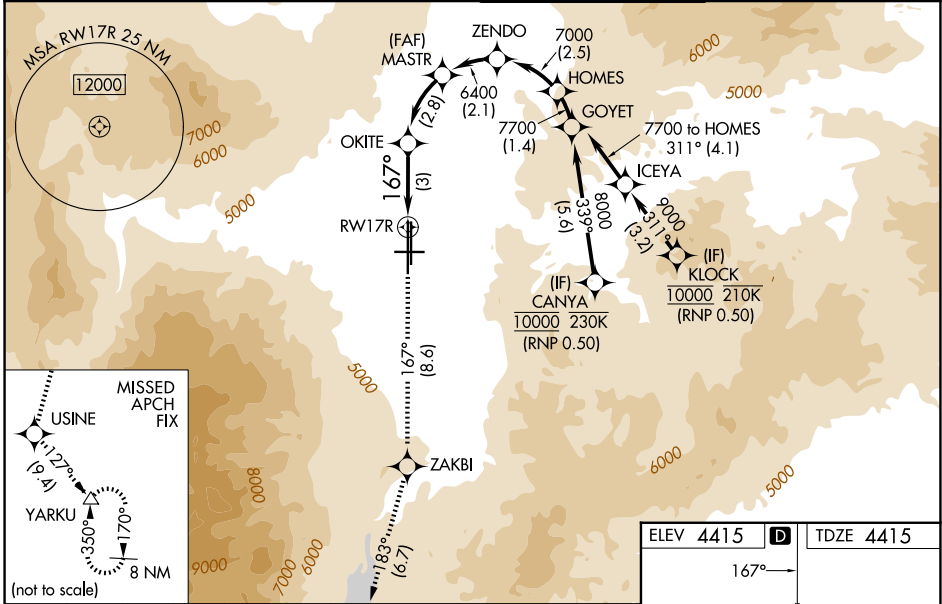 MSA RW17R 25 NM
12000
7000
6000
5000
(FAF)
MASTR
ZENDO
7000
(2.5)
HOMES
6400
(2.1)
(2.8)
GOYET
7700
(1.4)
7700 to HOMES
311° (4.1)
OKITE
167°
(3)
RW17R
ICEYA
8000
339°
(5.6)
9000
311°
(3.2)
(IF)
KLOCK
10000 210K
(RNP 0.50)
(IF)
CANYA
10000 230K
(RNP 0.50)
6000
5000
167°
(8.6)
5000
ZAKBI
183°
(6.7)
6000
5000
8000
9000
7000
6000
MISSED
APCH
FIX
USINE
127°
(9.4)
YARKU
350°
170°
8 NM
(not to scale)
ELEV 4415 D TDZE 4415
167°